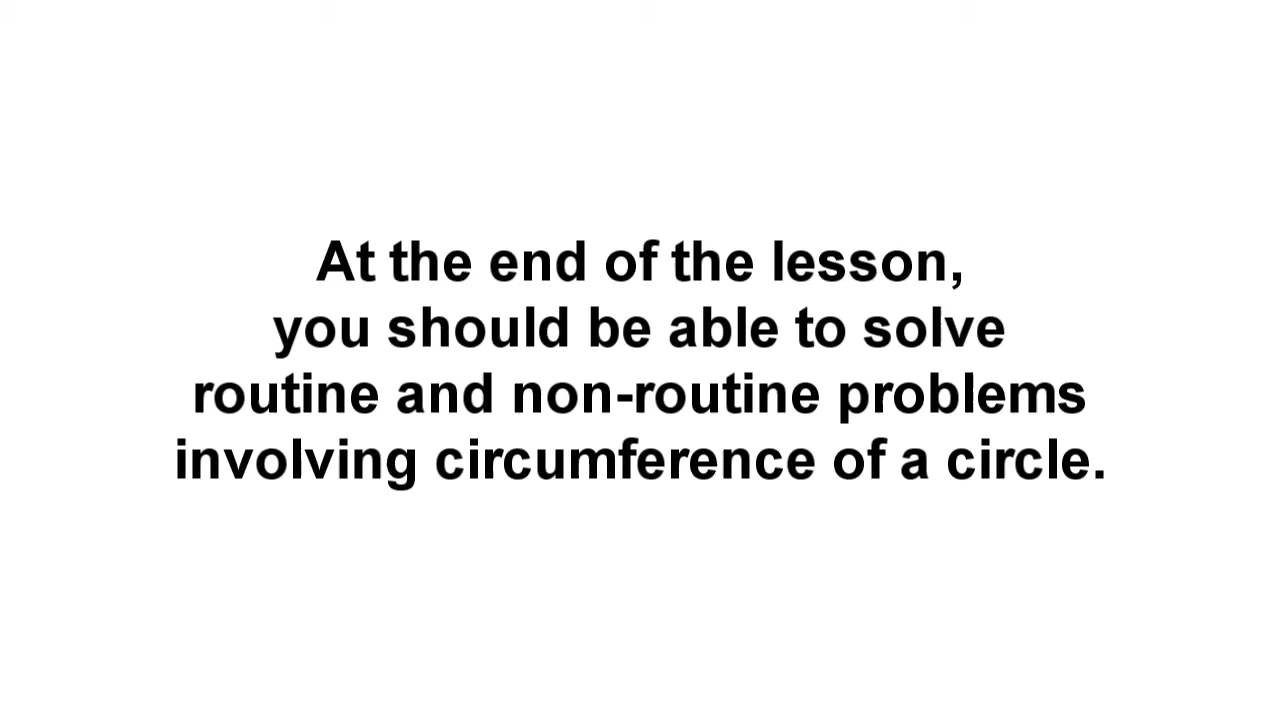 At the end of the lesson,
you should be able to solve
routine and non-routine problems
involving circumference of a circle.